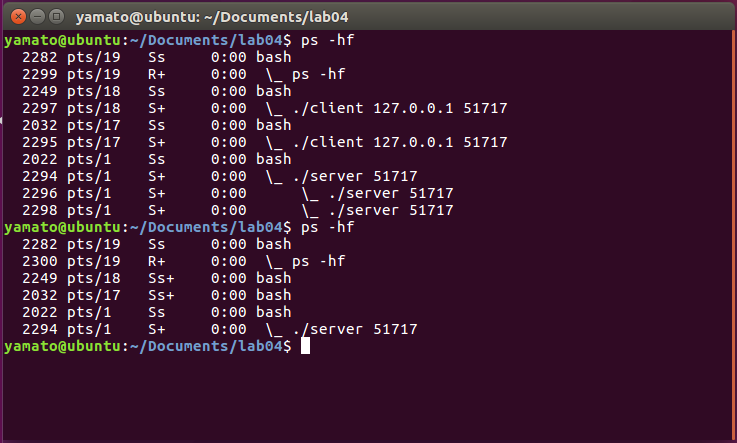 yamato@ubuntu: ~/Documents/lab04
yamato@ubuntu:~/Documents/lab04$ ps -hf
2282 pts/19 Ss 0:00 bash
2299 pts/19 R+ 0:00 \_ ps -hf
2249 pts/18 Ss 0:00 bash
2297 pts/18 S+ 0:00 \_ ./client 127.0.0.1 51717
2032 pts/17 Ss 0:00 bash
2295 pts/17 S+ 0:00 \_ ./client 127.0.0.1 51717
2022 pts/1 Ss 0:00 bash
2294 pts/1 S+ 0:00 \_ ./server 51717
2296 pts/1 S+ 0:00 \_ ./server 51717
2298 pts/1 S+ 0:00 \_ ./server 51717
yamato@ubuntu:~/Documents/lab04$ ps -hf
2282 pts/19 Ss 0:00 bash
2300 pts/19 R+ 0:00 \_ ps -hf
2249 pts/18 Ss+ 0:00 bash
2032 pts/17 Ss+ 0:00 bash
2022 pts/1 Ss 0:00 bash
2294 pts/1 S+ 0:00 \_ ./server 51717
yamato@ubuntu:~/Documents/lab04$